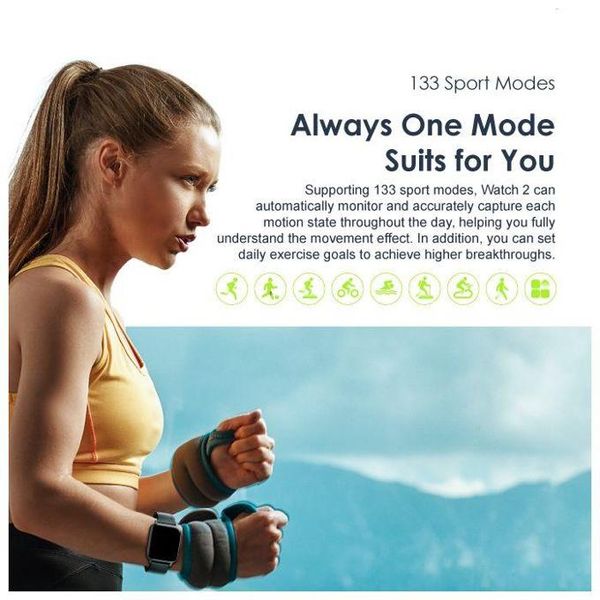 133 Sport Modes
Always One Mode
Suits for You
Supporting 133 sport modes, Watch 2 can
automatically monitor and accurately capture each
motion state throughout the day, helping you fully
understand the movement effect. In addition, you can set
daily exercise goals to achieve higher breakthroughs.